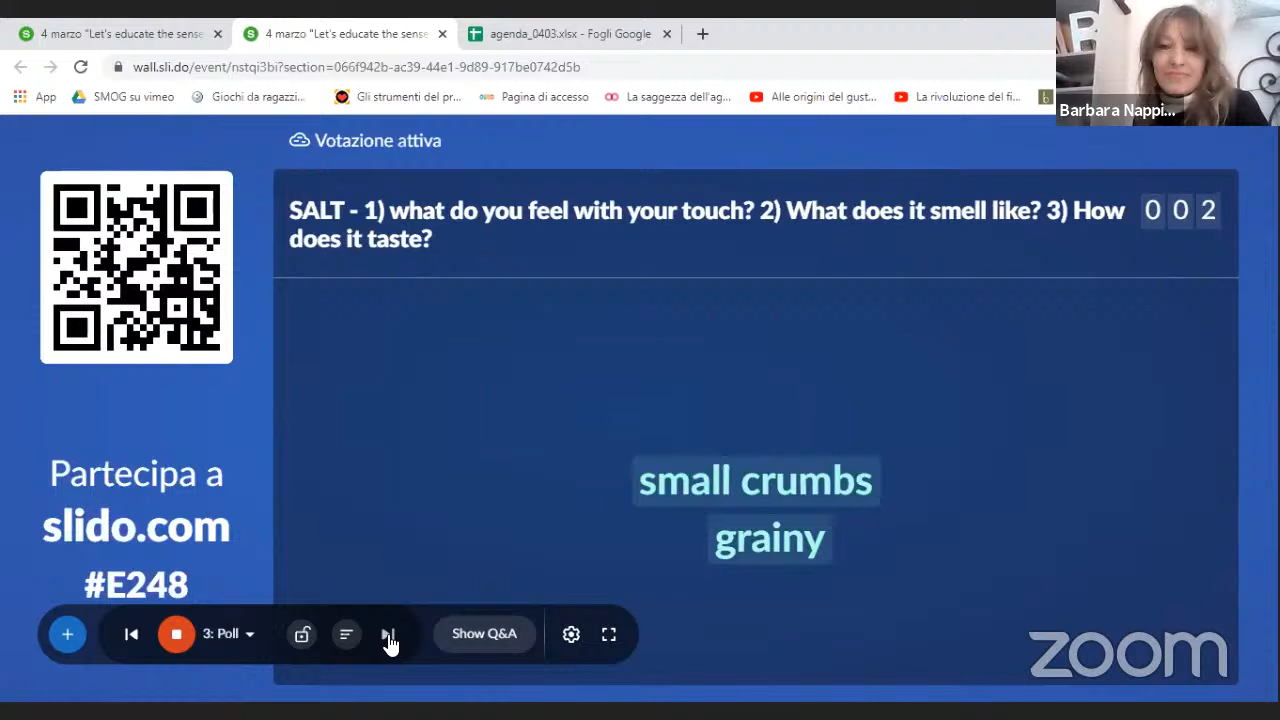 4 marzo "Let's educate the sense
4 marzo "Let's educate the sense
agenda_0403.xlsx - Fogli Google
wall.sli.do/event/nstqi3bi?section=066f942b-ac39-44e1-9d89-917be0742d5b
App
SMOG su vimeo
Giochi da ragazzi...
Gli strumenti del pr...
Pagina di accesso
La saggezza dell'ag...
Alle origini del gust...
La rivoluzione del fi...
Barbara Nappi...
Votazione attiva
SALT - 1) what do you feel with your touch? 2) What does it smell like? 3) How
does it taste?
002
small crumbs
grainy
Partecipa a
slido.com
#E248
3: Poll
Show Q&A
zoom